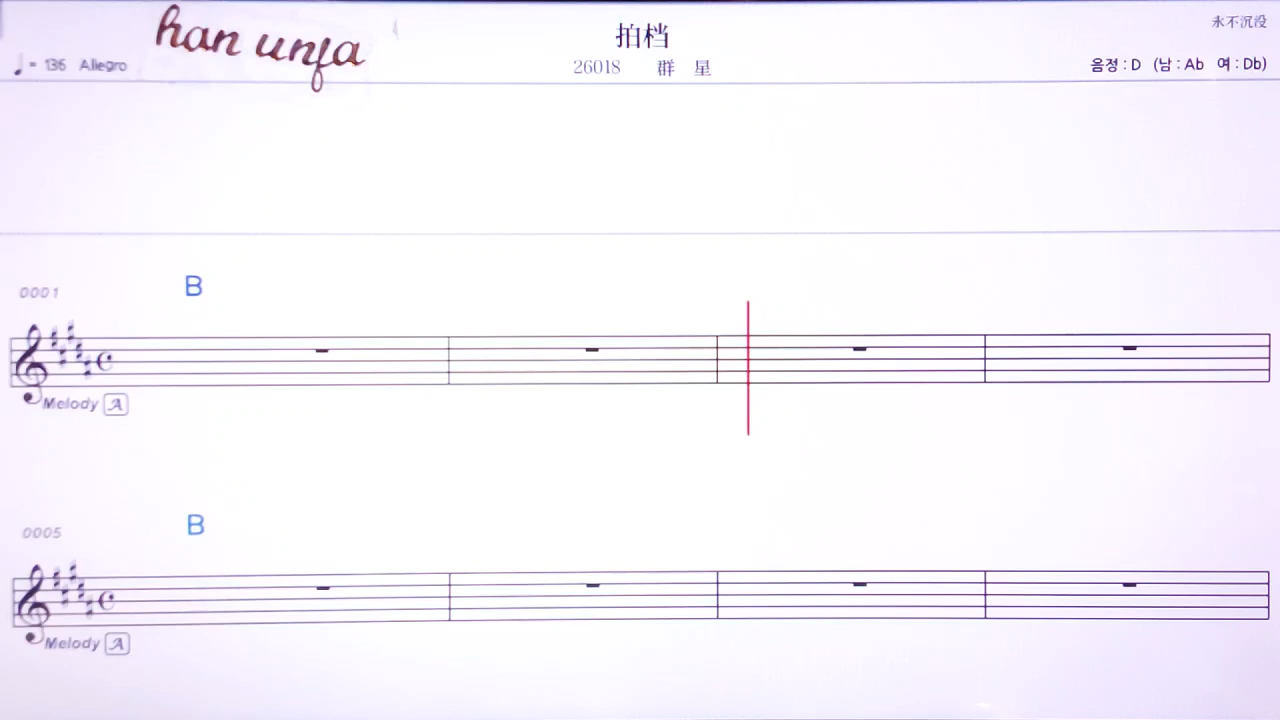 han unfa
拍档
永不沉没
♩ = 136 Allegro
26018 群 星
음정 : D (남 : Ab 여 : Db)
0001 B
Melody A
0005 B
Melody A